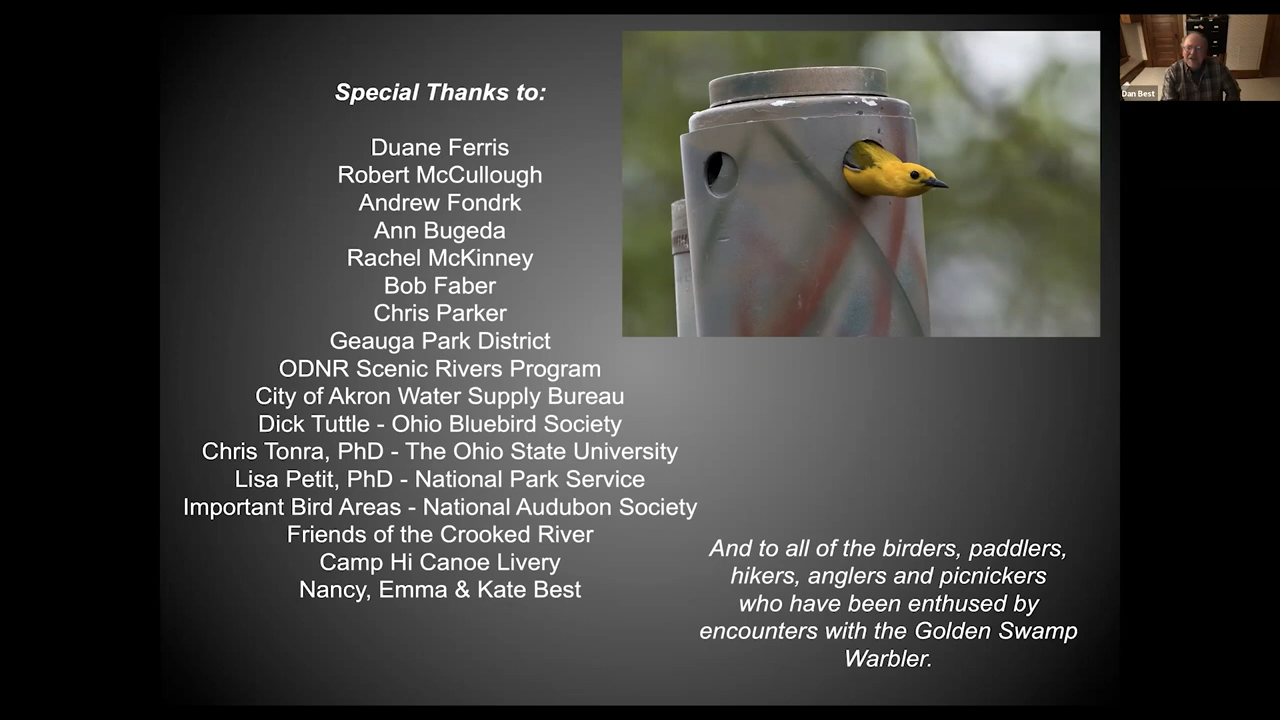 Special Thanks to:
Duane Ferris
Robert McCullough
Andrew Fondrk
Ann Bugeda
Rachel McKinney
Bob Faber
Chris Parker
Geauga Park District
ODNR Scenic Rivers Program
City of Akron Water Supply Bureau
Dick Tuttle - Ohio Bluebird Society
Chris Tonra, PhD - The Ohio State University
Lisa Petit, PhD - National Park Service
Important Bird Areas - National Audubon Society
Friends of the Crooked River
Camp Hi Canoe Livery
Nancy, Emma & Kate Best
And to all of the birders, paddlers,
hikers, anglers and picnickers
who have been enthused by
encounters with the Golden Swamp
Warbler.
Dan Best